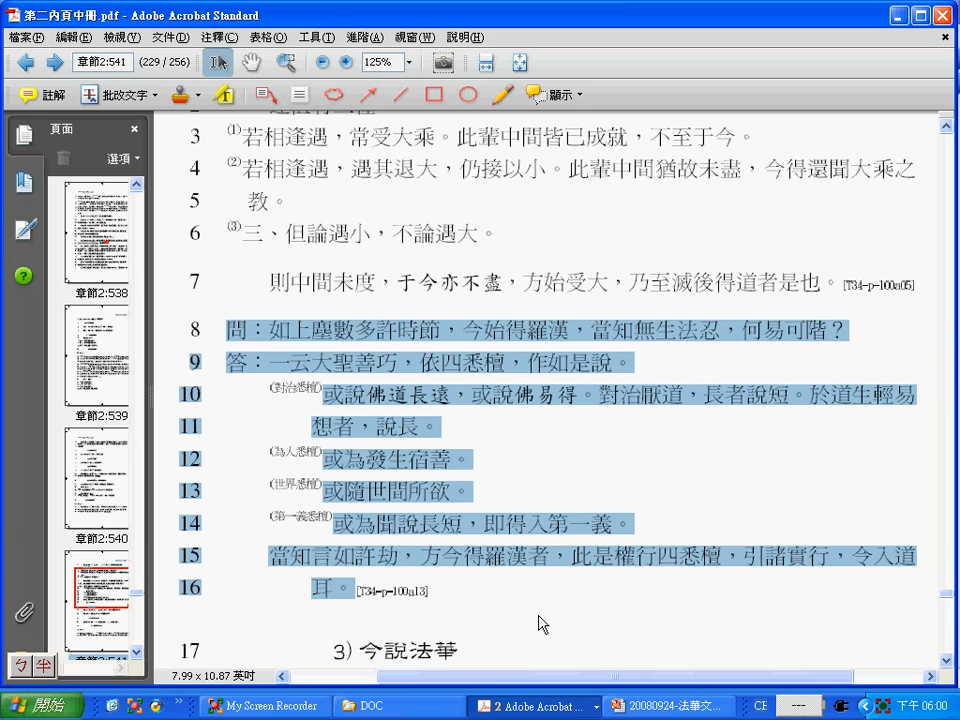 第二內頁中冊.pdf - Adobe Acrobat Standard
檔案(F) 編輯(E) 檢視(V) 文件(D) 注釋(C) 表格(O) 工具(T) 進階(A) 視窗(W) 說明(H)
章節2:541 (229 / 256) 125%
註解 批改文字 顯示
頁面
選項
章節2:538
章節2:539
章節2:540
3 (1)若相逢遇，常受大乘。此輩中間皆已成就，不至于今。
4 (2)若相逢遇，遇其退大，仍接以小。此輩中間猶故未盡，今得還聞大乘之
5 教。
6 (3)三、但論遇小，不論遇大。
7 則中間未度，于今亦不盡，方始受大，乃至滅後得道者是也。[T34-p-100a05]
8 問：如上塵數多許時節，今始得羅漢，當知無生法忍，何易可階？
9 答：一云大聖善巧，依四悉檀，作如是說。
10 (對治悉檀)或說佛道長遠，或說佛易得。對治厭道，長者說短。於道生輕易
11 想者，說長。
12 (為人悉檀)或為發生宿善。
13 (世界悉檀)或隨世間所欲。
14 (第一義悉檀)或為聞說長短，即得入第一義。
15 當知言如許劫，方今得羅漢者，此是權行四悉檀，引諸實行，令入道
16 耳。[T34-p-100a13]
17 3) 今說法華
7.99 x 10.87 英吋
ㄅ 半
開始 My Screen Recorder DOC 2 Adobe Acrobat ... 20080924-法華文... CH 下午 06:00